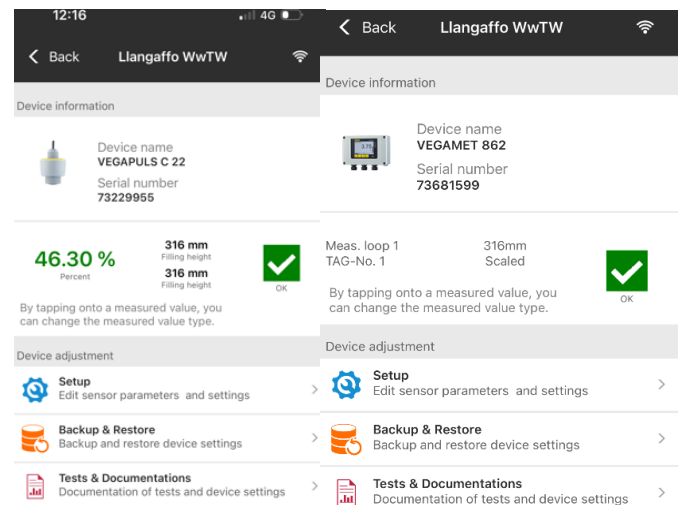 12:16
4G
Back
Llangaffo WwTW
Device information
Device name
VEGAPULS C 22
Serial number
73229955
46.30 %
Percent
316 mm
Filling height
316 mm
Filling height
OK
By tapping onto a measured value, you
can change the measured value type.
Device adjustment
Setup
Edit sensor parameters and settings
Backup & Restore
Backup and restore device settings
Tests & Documentations
Documentation of tests and device settings
Back
Llangaffo WwTW
Device information
Device name
VEGAMET 862
Serial number
73681599
Meas. loop 1
316mm
TAG-No. 1
Scaled
OK
By tapping onto a measured value, you
can change the measured value type.
Device adjustment
Setup
Edit sensor parameters and settings
Backup & Restore
Backup and restore device settings
Tests & Documentations
Documentation of tests and device settings